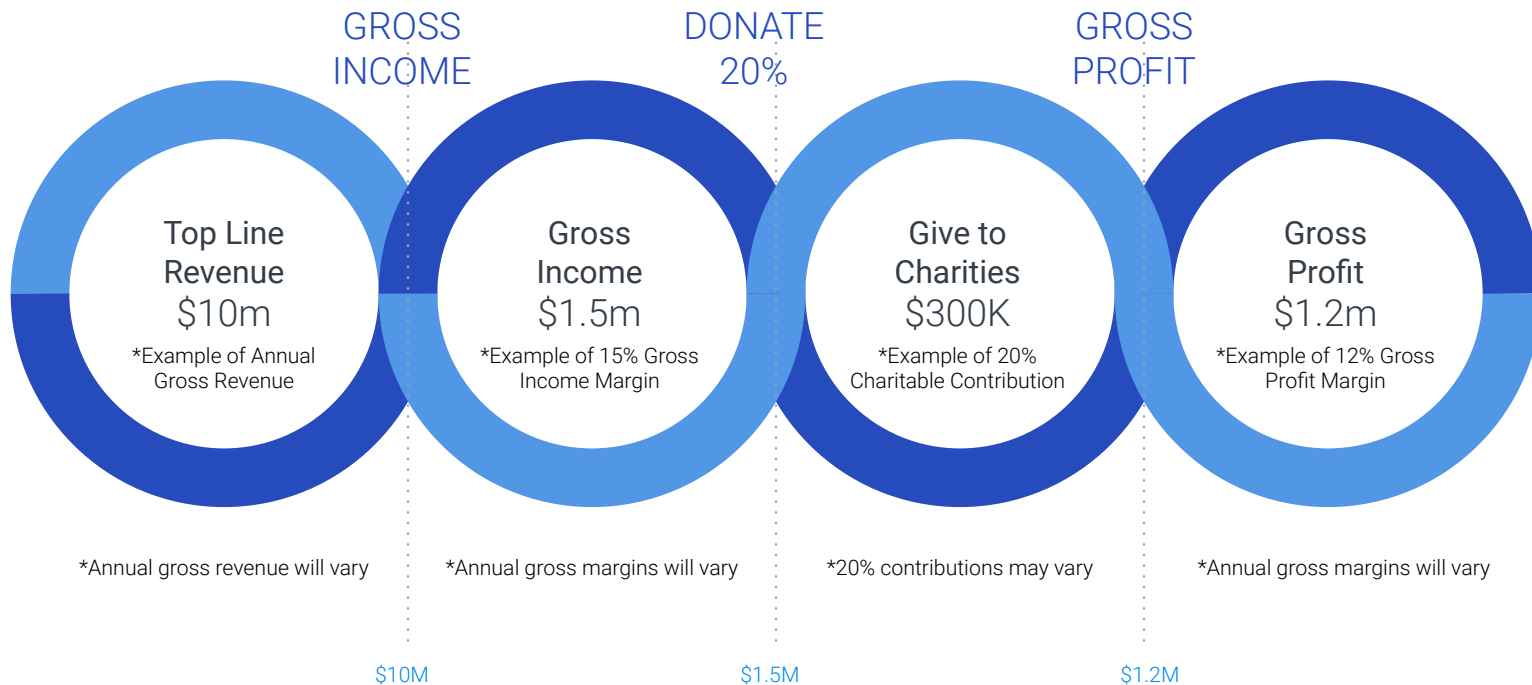 GROSS
INCOME
DONATE
20%
GROSS
PROFIT
Top Line
Revenue
$10m
*Example of Annual
Gross Revenue
Gross
Income
$1.5m
*Example of 15% Gross
Income Margin
Give to
Charities
$300K
*Example of 20%
Charitable Contribution
Gross
Profit
$1.2m
*Example of 12% Gross
Profit Margin
*Annual gross revenue will vary
*Annual gross margins will vary
*20% contributions may vary
*Annual gross margins will vary
$10M
$1.5M
$1.2M